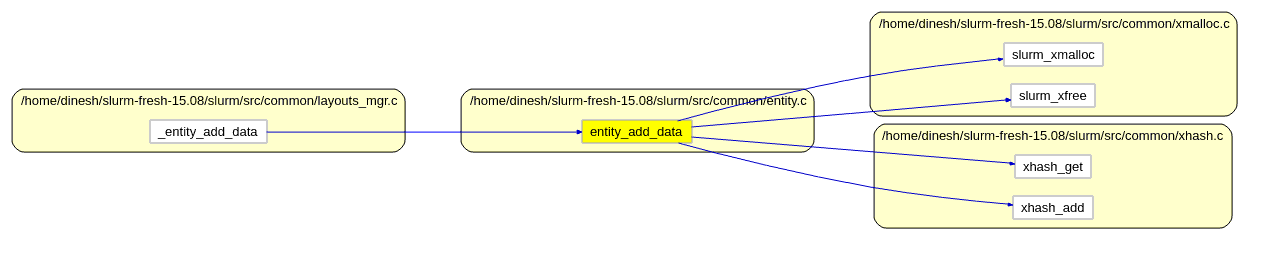 /home/dinesh/slurm-fresh-15.08/slurm/src/common/layouts_mgr.c
_entity_add_data
/home/dinesh/slurm-fresh-15.08/slurm/src/common/entity.c
entity_add_data
/home/dinesh/slurm-fresh-15.08/slurm/src/common/xmalloc.c
slurm_xmalloc
slurm_xfree
/home/dinesh/slurm-fresh-15.08/slurm/src/common/xhash.c
xhash_get
xhash_add